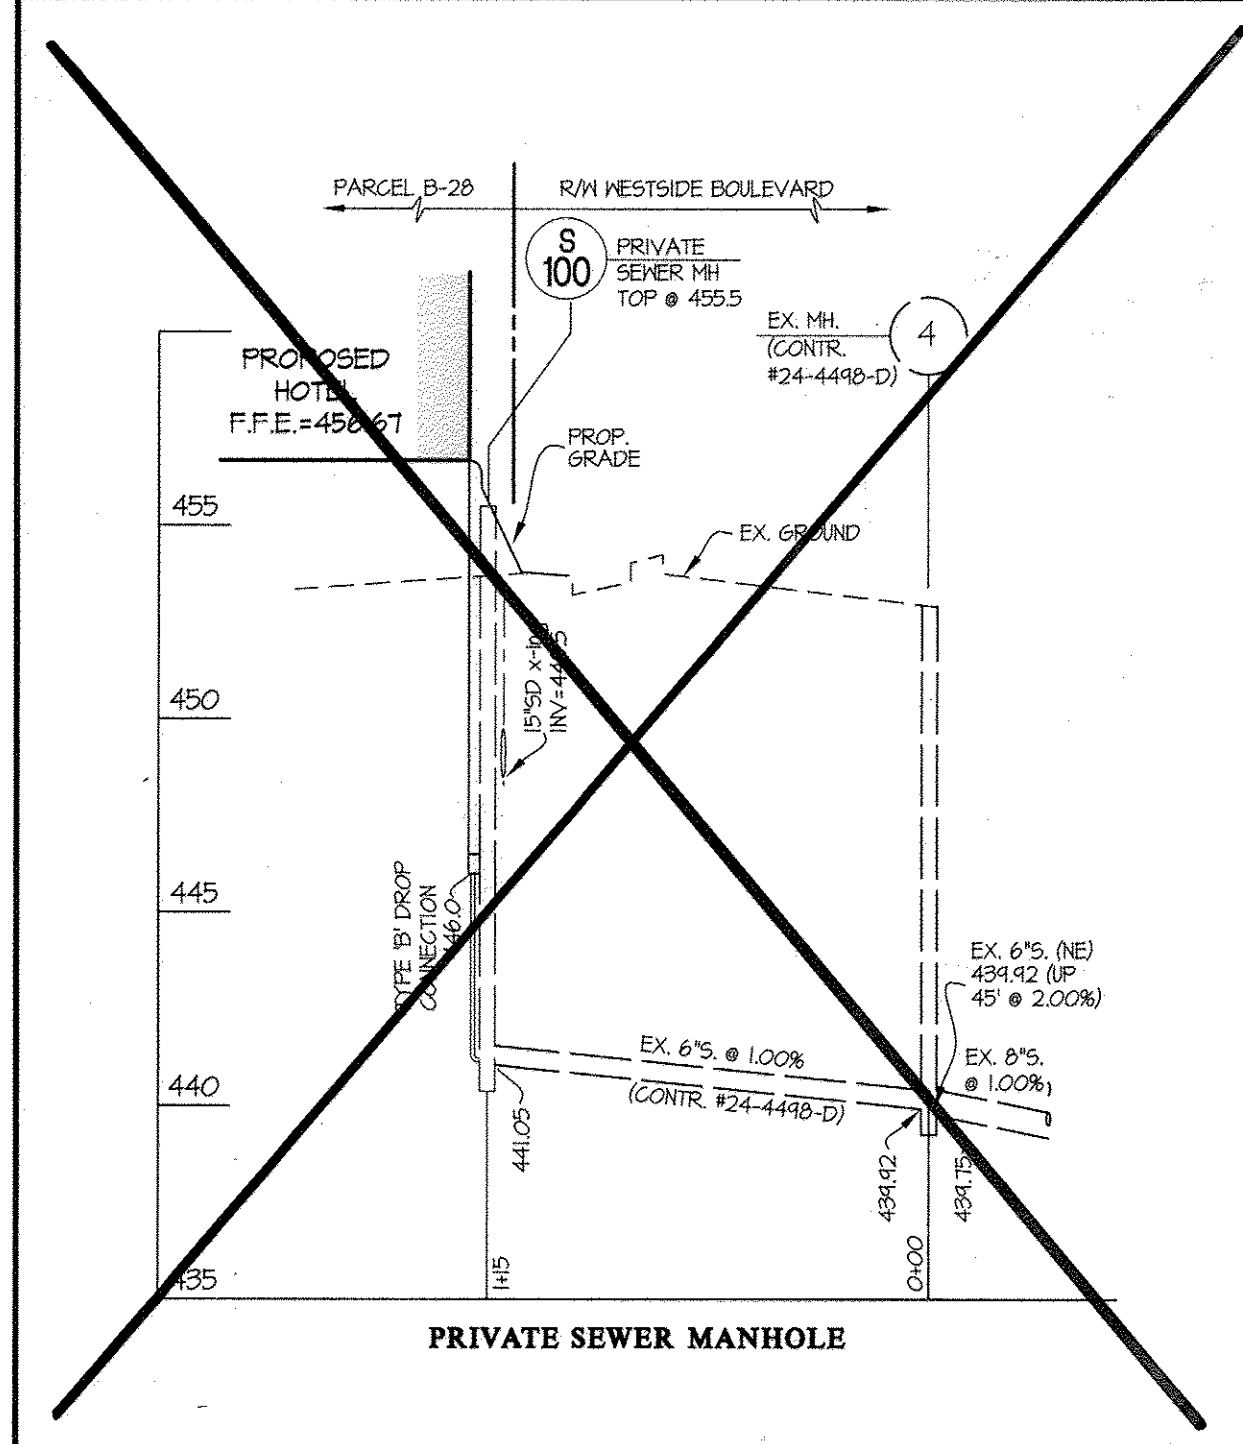 PARCEL B-28
R/W WESTSIDE BOULEVARD
S
100
PRIVATE
SEWER MH
TOP @ 455.5
EX. MH.
(CONTR.
#24-4498-D)
4
PROPOSED
HOTEL
F.F.E.=456.67
PROP.
GRADE
455
EX. GROUND
15"SD x-ing
450
445
TYPE 'B' DROP
CONNECTION
446.0
EX. 6"S. (NE)
439.92 (UP
45' @ 2.00%)
EX. 6"S. @ 1.00%
(CONTR. #24-4498-D)
EX. 8"S.
@ 1.00%
440
441.05
439.92
439.75
435
1+15
0+00
PRIVATE SEWER MANHOLE